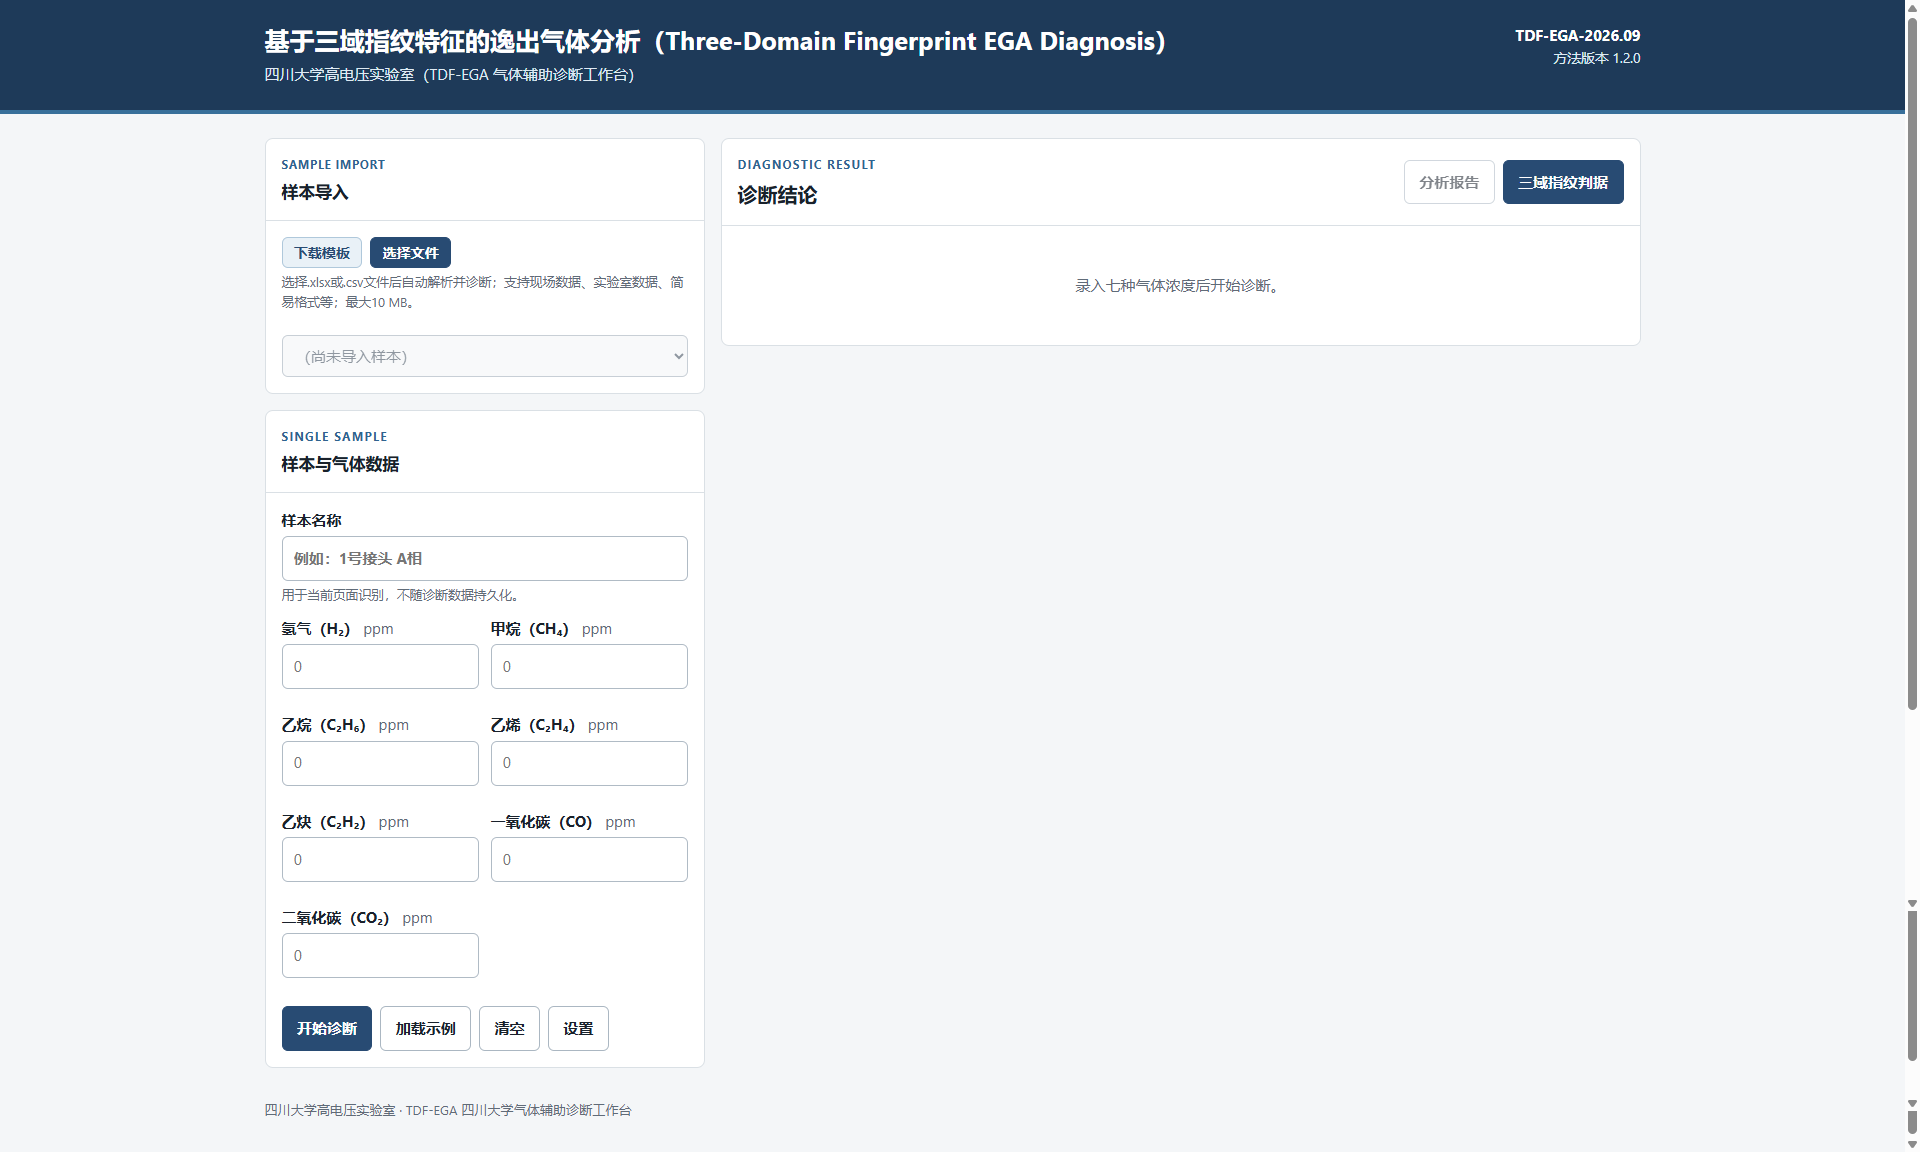 基于三域指纹特征的逸出气体分析（Three-Domain Fingerprint EGA Diagnosis）
四川大学高电压实验室（TDF-EGA 气体辅助诊断工作台）
TDF-EGA-2026.09
方法版本 1.2.0
SAMPLE IMPORT
样本导入
下载模板 选择文件
选择.xlsx或.csv文件后自动解析并诊断；支持现场数据、实验室数据、简
易格式等；最大10 MB。
（尚未导入样本）
DIAGNOSTIC RESULT
诊断结论
分析报告 三域指纹判据
录入七种气体浓度后开始诊断。
SINGLE SAMPLE
样本与气体数据
样本名称
例如：1号接头 A相
用于当前页面识别，不随诊断数据持久化。
氢气（H₂） ppm 甲烷（CH₄） ppm
0 0
乙烷（C₂H₆） ppm 乙烯（C₂H₄） ppm
0 0
乙炔（C₂H₂） ppm 一氧化碳（CO） ppm
0 0
二氧化碳（CO₂） ppm
0
开始诊断 加载示例 清空 设置
四川大学高电压实验室 · TDF-EGA 四川大学气体辅助诊断工作台